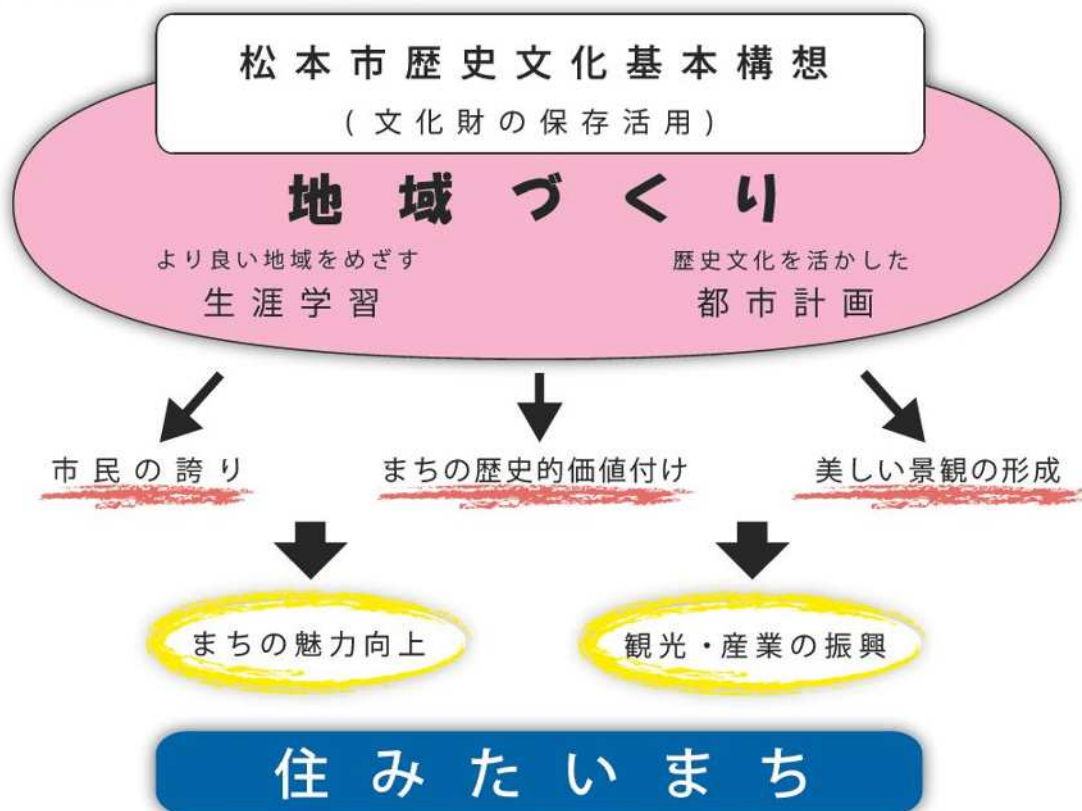 松本市歴史文化基本構想
(文化財の保存活用)
地域づくり
より良い地域をめざす
生涯学習
歴史文化を活かした
都市計画
市民の誇り
まちの歴史的価値付け
美しい景観の形成
まちの魅力向上
観光・産業の振興
住みたいまち